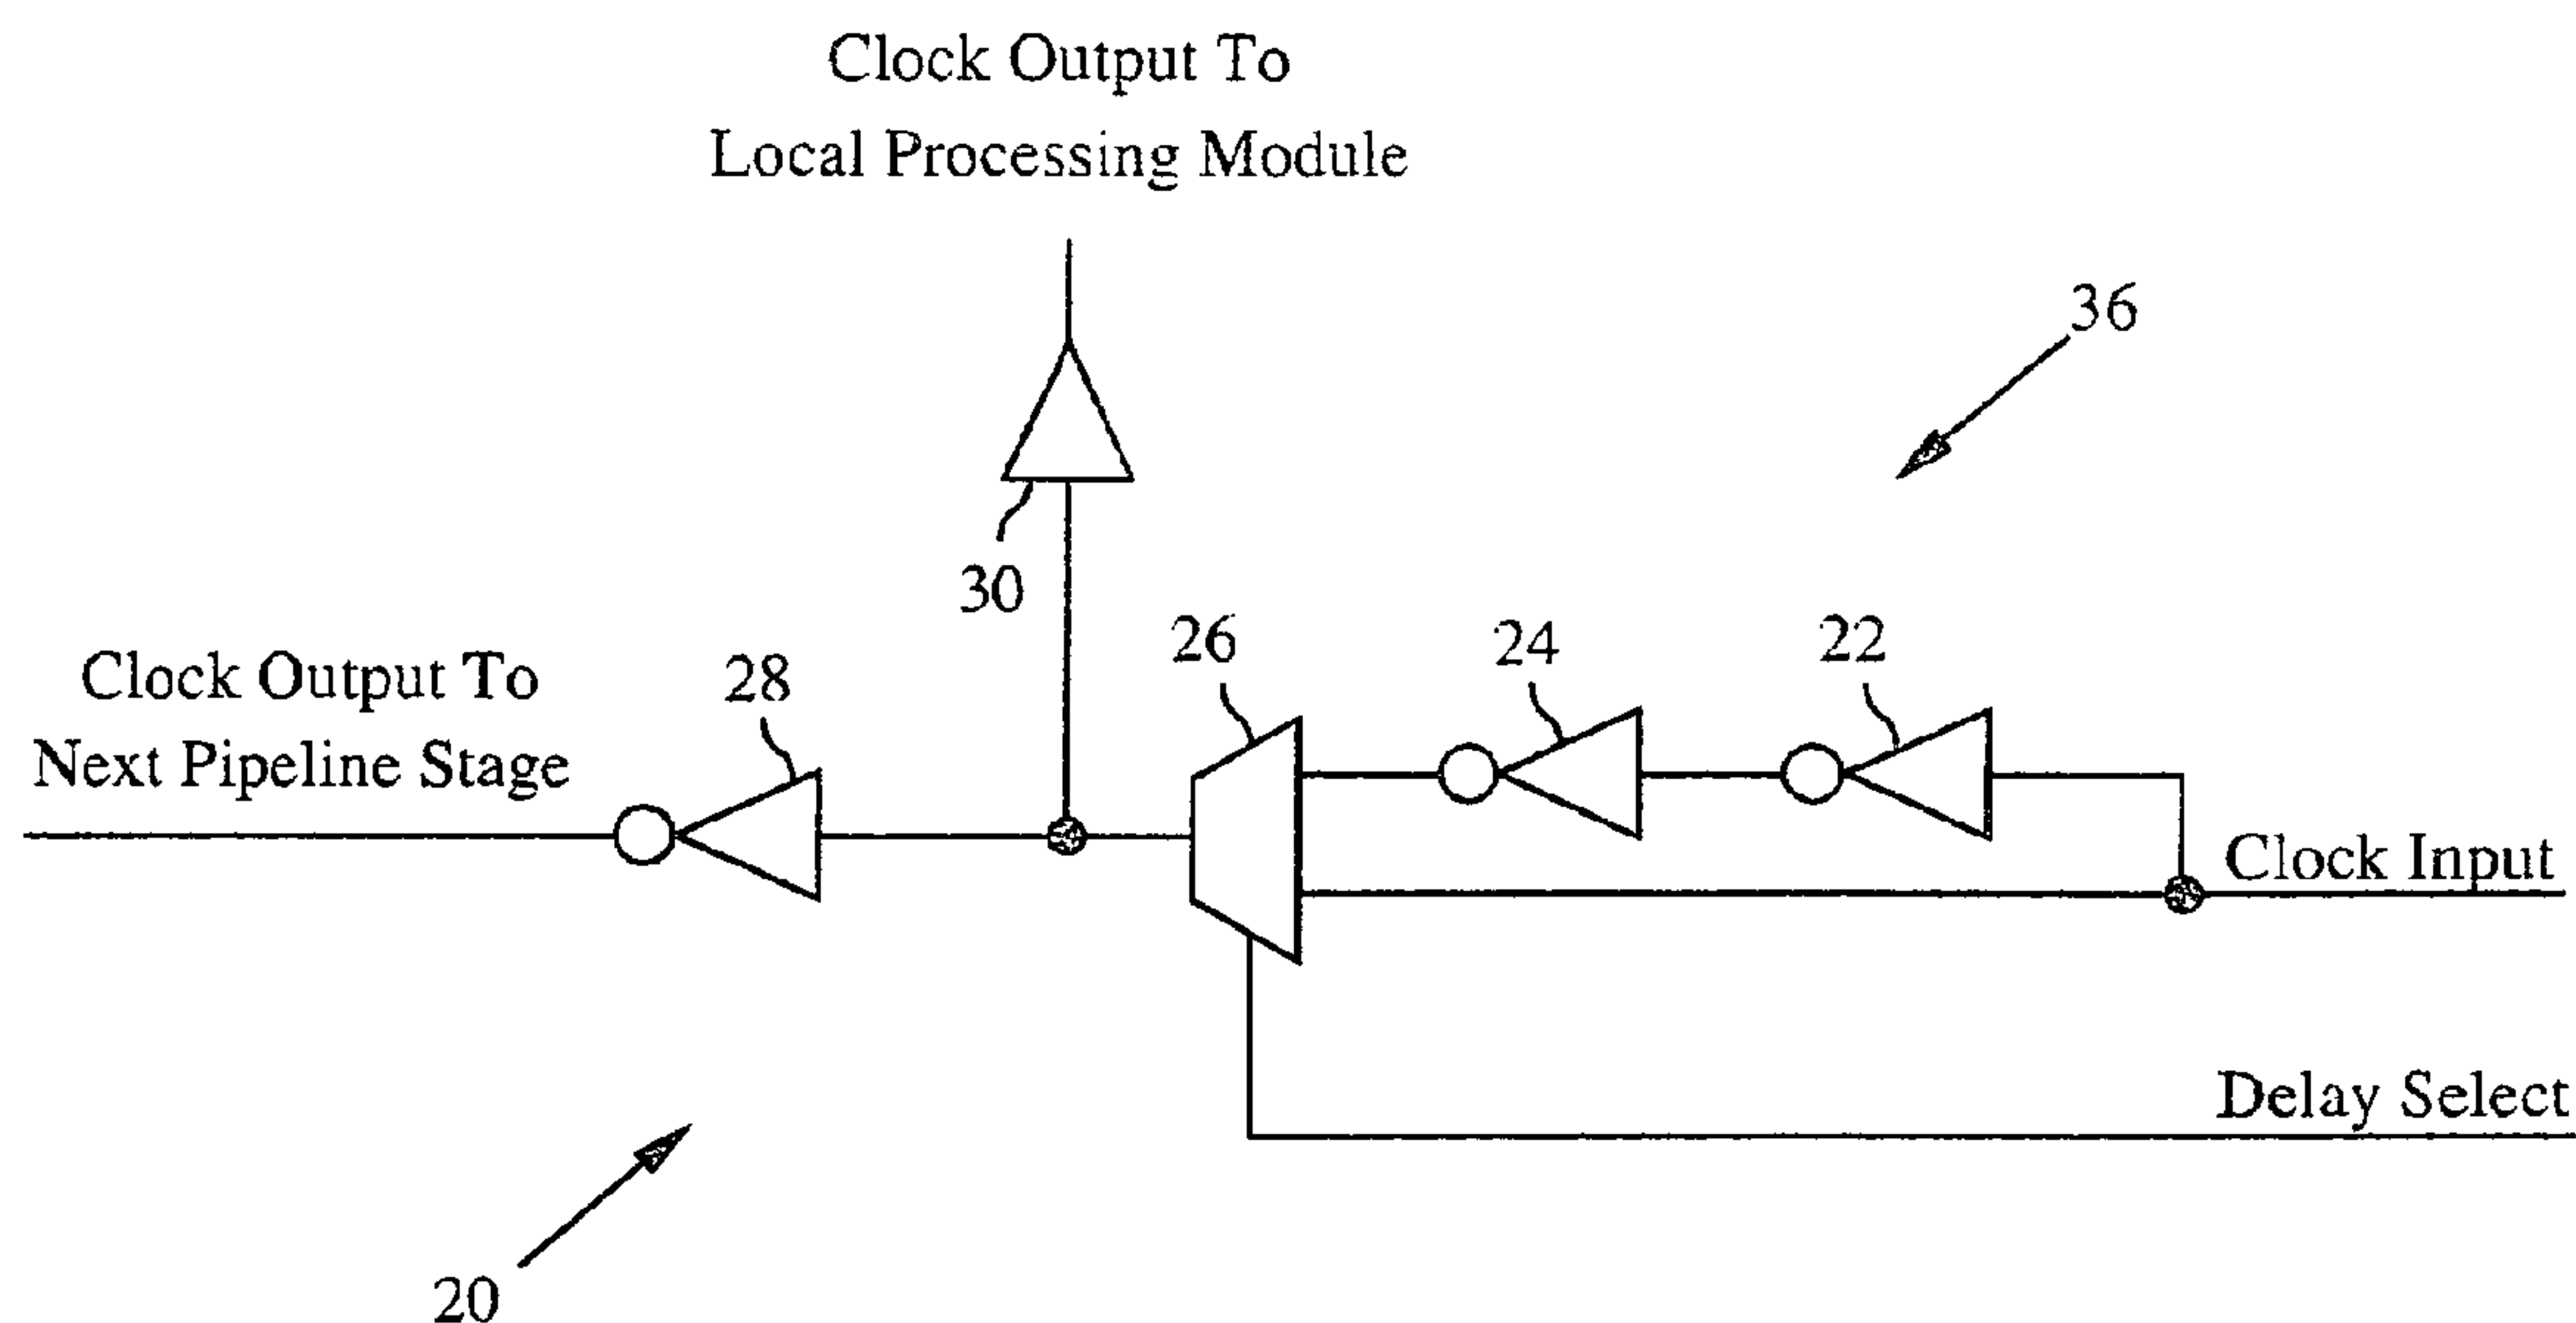 Clock Output To
Local Processing Module
36
30
26
24
22
Clock Output To
Next Pipeline Stage
28
Clock Input
Delay Select
20